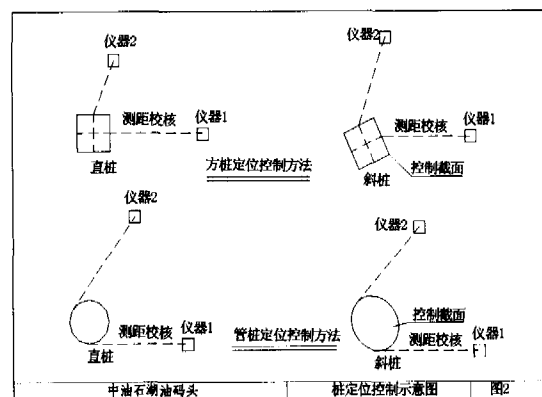 仪器2
仪器2
测距校核
仪器1
测距校核
仪器1
直桩
方桩定位控制方法
斜桩
控制截面
仪器2
仪器2
测距校核
仪器1
控制截面
直桩
管桩定位控制方法
测距校核
仪器1
斜桩
中油石湖油码头
桩定位控制示意图
图2